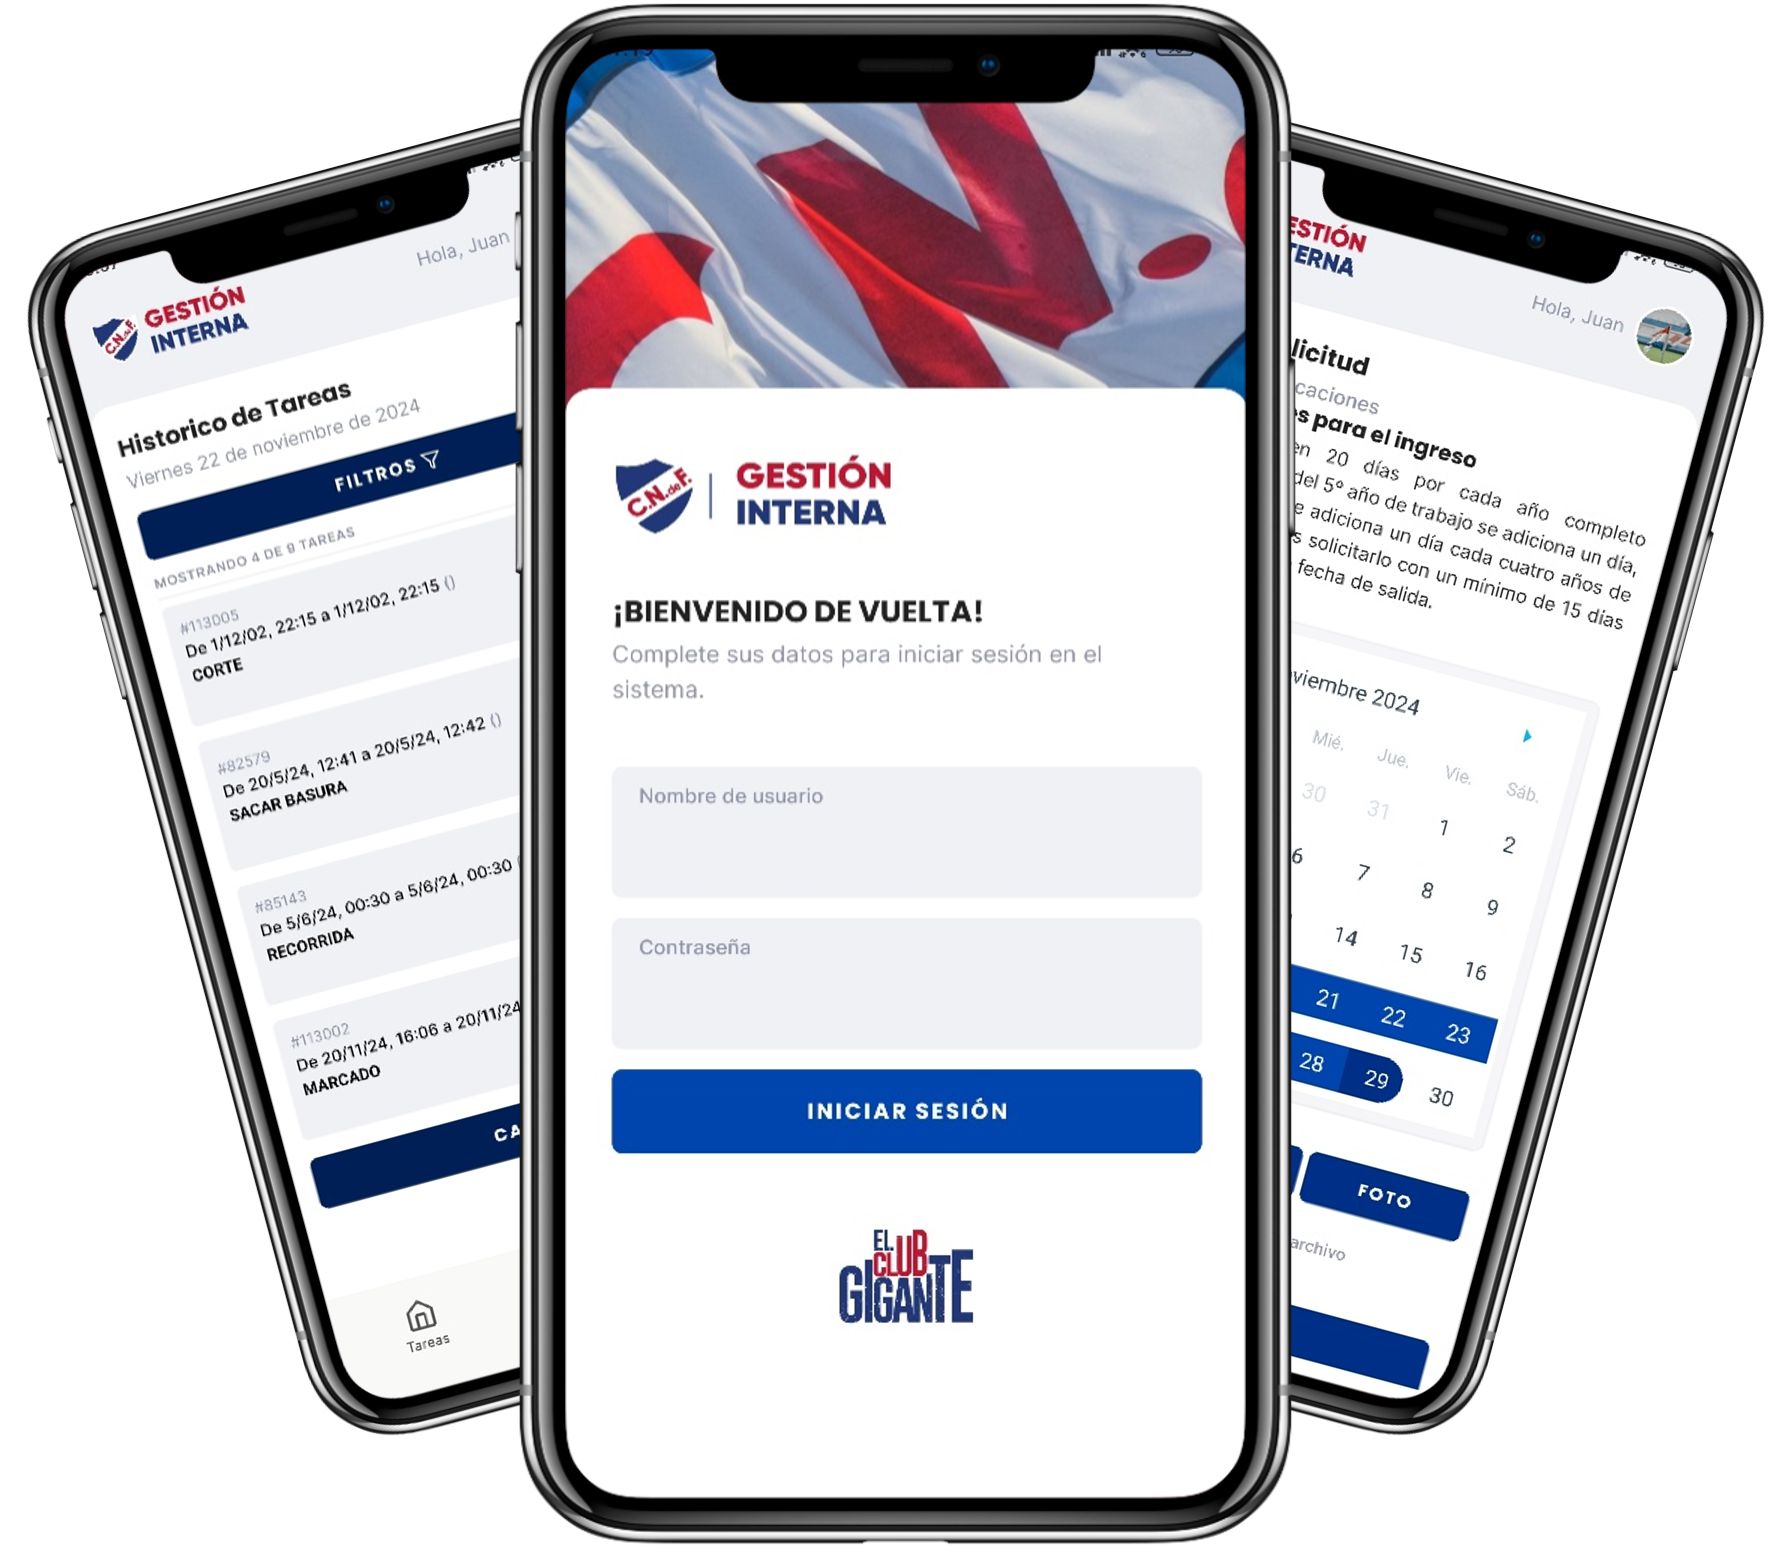 Hola, Juan
C.N.deF.
GESTIÓN
INTERNA
Historico de Tareas
Viernes 22 de noviembre de 2024
FILTROS
MOSTRANDO 4 DE 9 TAREAS
#113005
De 1/12/02, 22:15 a 1/12/02, 22:15 ()
CORTE
#82579
De 20/5/24, 12:41 a 20/5/24, 12:42 ()
SACAR BASURA
#85143
De 5/6/24, 00:30 a 5/6/24, 00:30
RECORRIDA
#113002
De 20/11/24, 16:06 a 20/11/24
MARCADO
CA
Tareas
C.N.deF.
GESTIÓN
INTERNA
¡BIENVENIDO DE VUELTA!
Complete sus datos para iniciar sesión en el
sistema.
Nombre de usuario
Contraseña
INICIAR SESIÓN
EL
CLUB
GIGANTE
ESTIÓN
ERNA
Hola, Juan
licitud
caciones
es para el ingreso
en 20 días por cada año completo
del 5º año de trabajo se adiciona un día,
e adiciona un día cada cuatro años de
s solicitarlo con un mínimo de 15 días
fecha de salida.
viembre 2024
Mié. Jue. Vie. Sáb.
30 31 1 2
6 7 8 9
14 15 16
21 22 23
28 29 30
FOTO
archivo